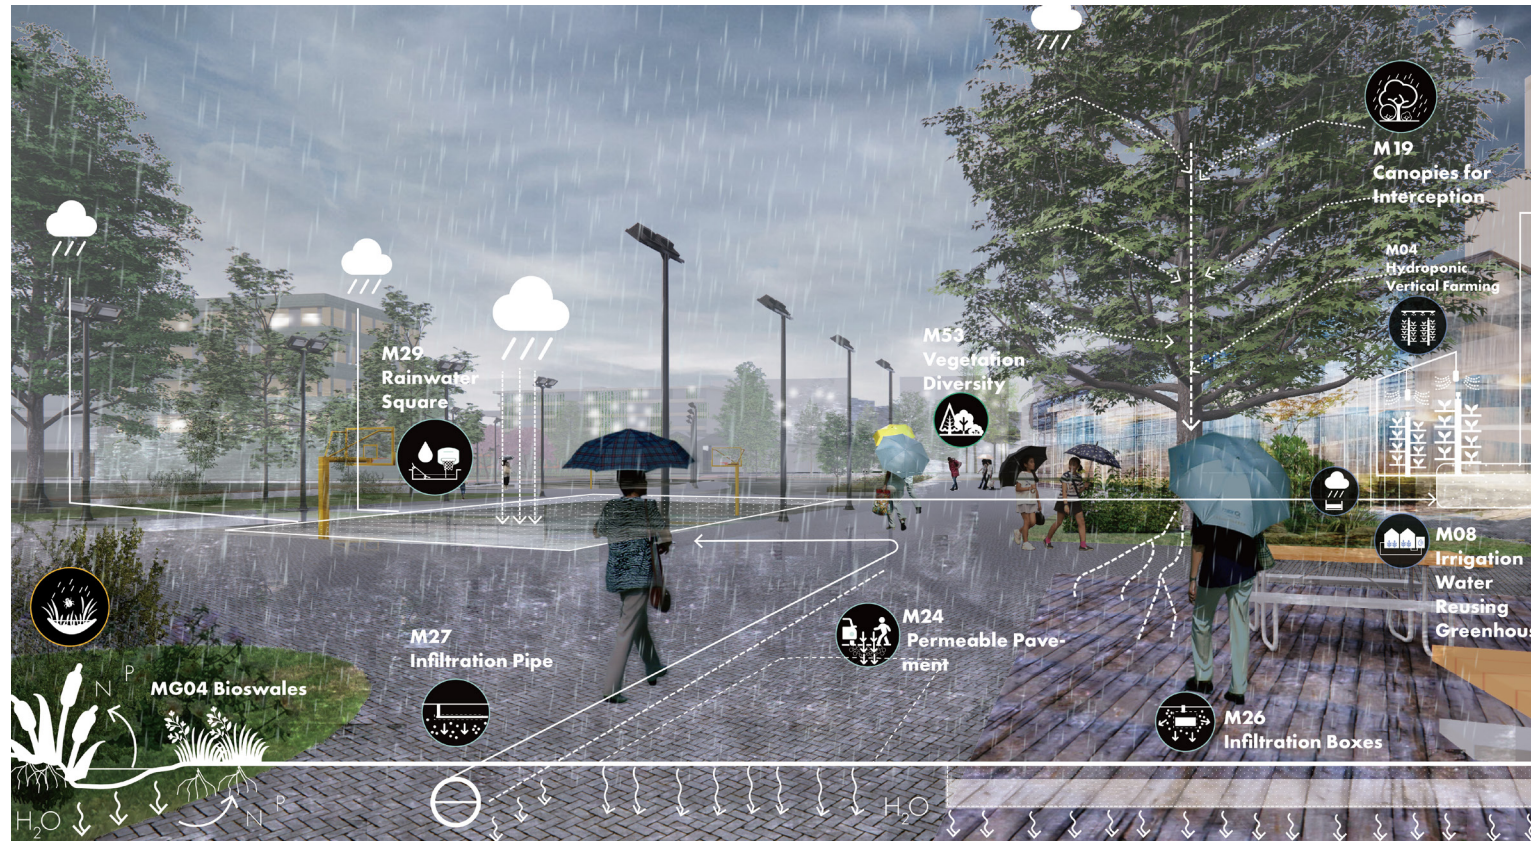 M19
Canopies for
Interception
M04
Hydroponic
Vertical Farming
M29
Rainwater
Square
M53
Vegetation
Diversity
M08
Irrigation
Water
Reusing
Greenhous
M24
Permeable Pave-
ment
M27
Infiltration Pipe
P
N
MG04 Bioswales
M26
Infiltration Boxes
P
N
H2O
H2O